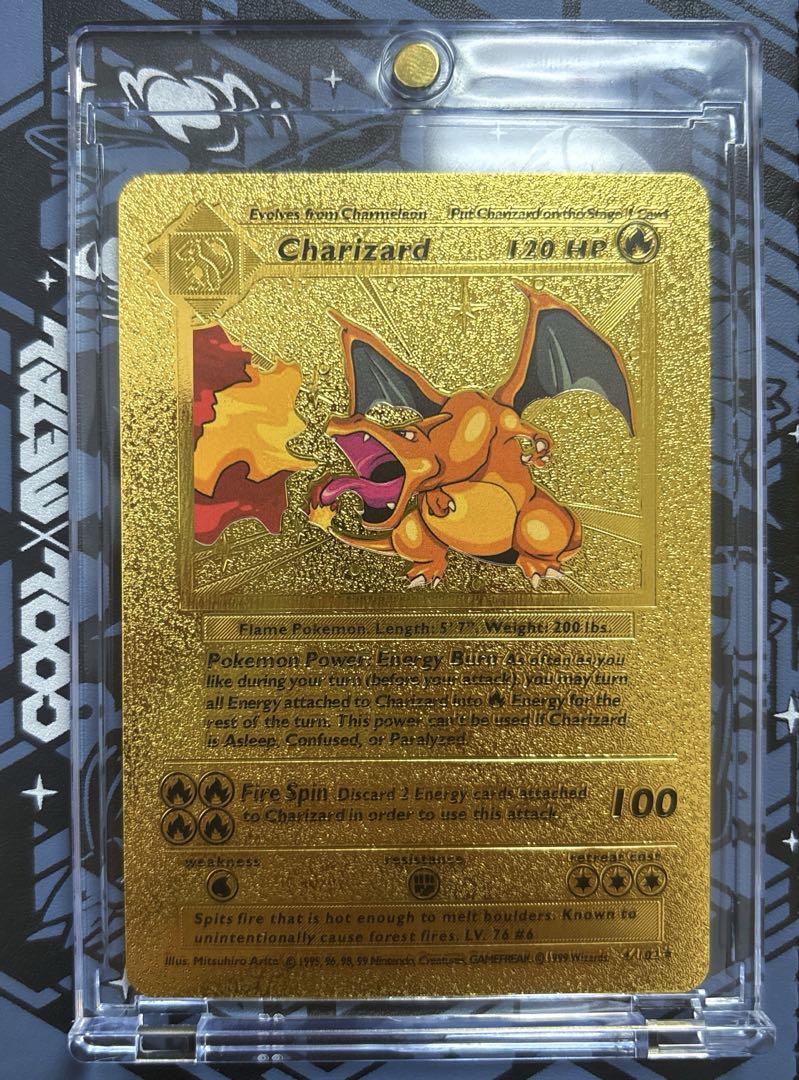 COOL×METAL
Evolves from Charmeleon Put Charizard on the Stage 1 card
Charizard 120 HP
Flame Pokemon. Length: 5' 7", Weight: 200 lbs.
Pokemon Power: Energy Burn As often as you
like during your turn (before your attack), you may turn
all Energy attached to Charizard into Energy for the
rest of the turn. This power can't be used if Charizard
is Asleep, Confused, or Paralyzed.
Fire Spin Discard 2 Energy cards attached
to Charizard in order to use this attack.
100
weakness resistance retreat cost
Spits fire that is hot enough to melt boulders. Known to
unintentionally cause forest fires. LV. 76 #6
Illus. Mitsuhiro Arita © 1995, 96, 98, 99 Nintendo, Creatures, GAMEFREAK. © 1999 Wizards.